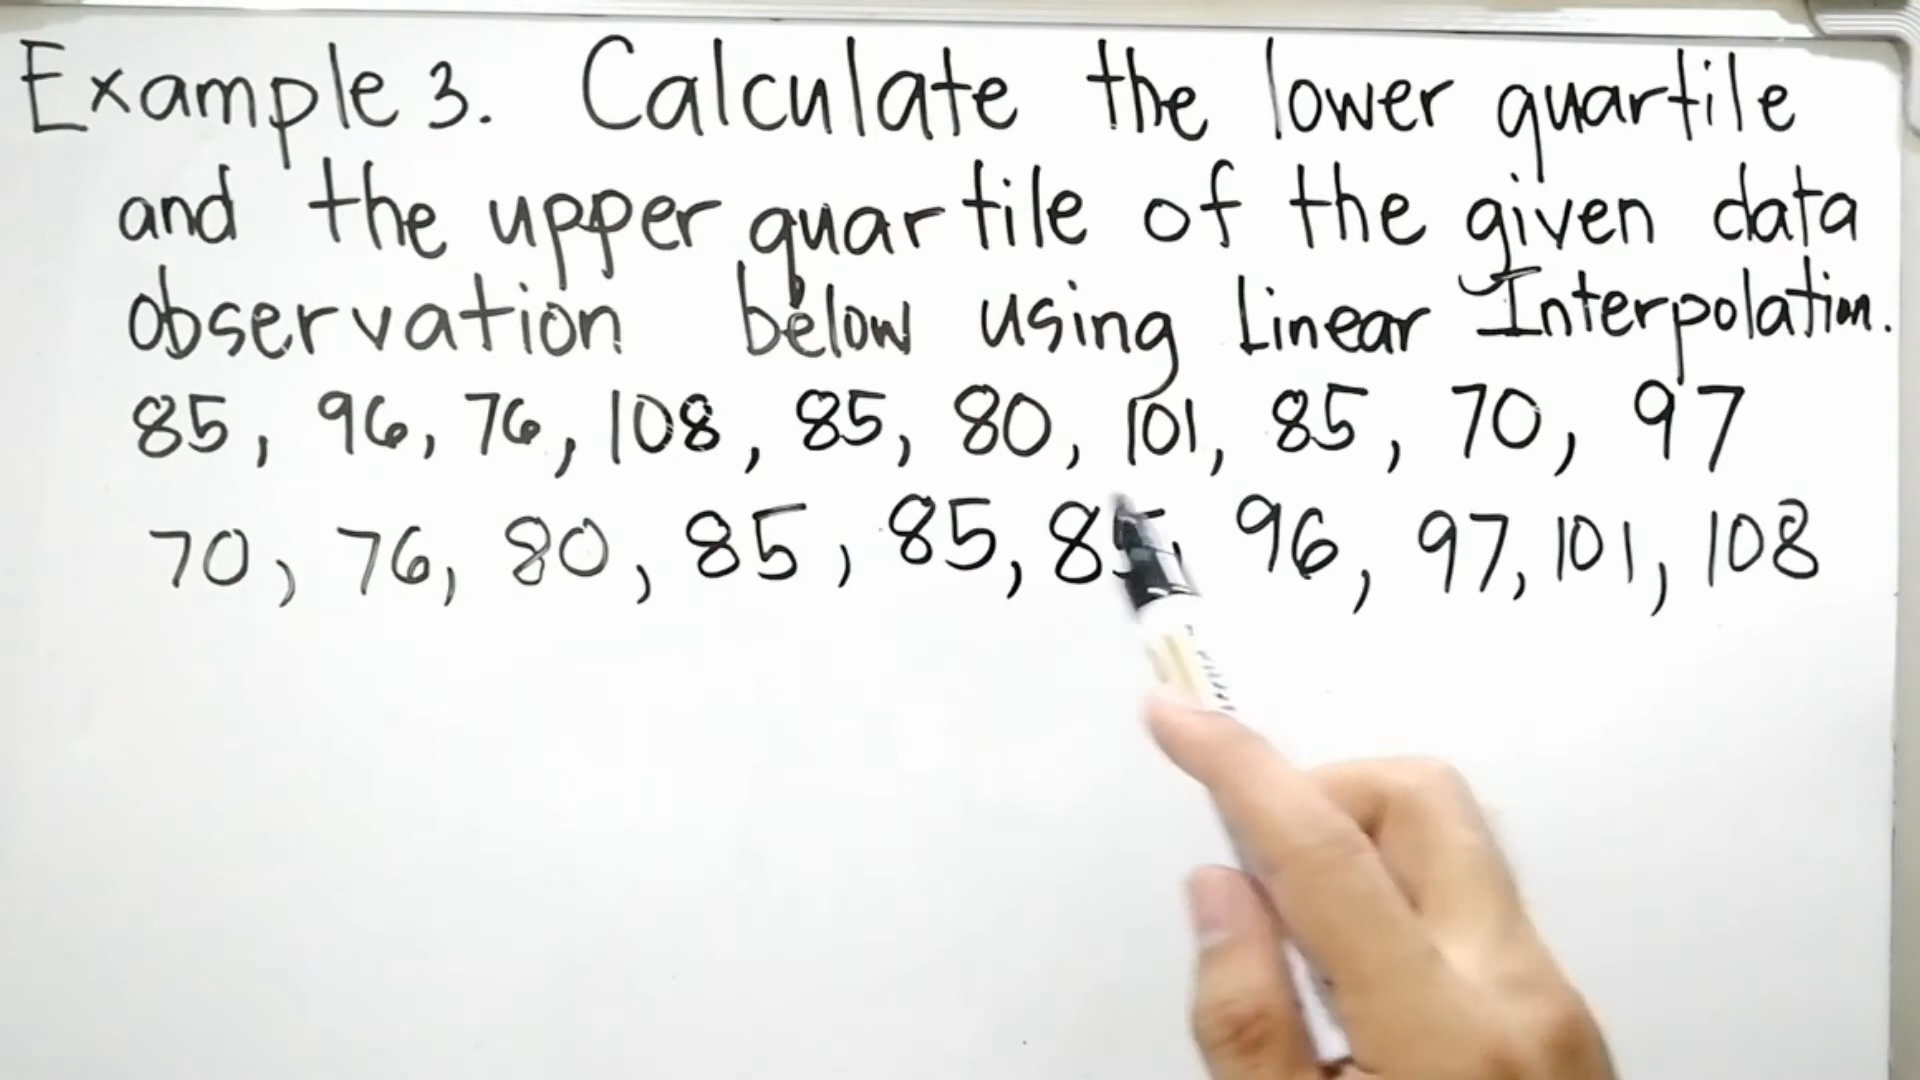 Example 3. Calculate the lower quartile
and the upper quartile of the given data
observation below using Linear Interpolation.
85, 96, 76, 108, 85, 80, 101, 85, 70, 97
70, 76, 80, 85, 85, 85, 96, 97, 101, 108